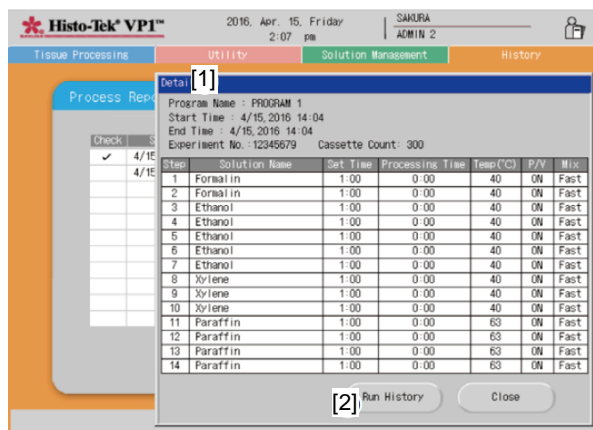 Histo-Tek® VP1™
2016, Apr. 15, Friday
2:07 pm
SAKURA
ADMIN 2
Tissue Processing
Utility
Solution Management
History
Process Repo
Check S
✓ 4/15
4/15
Detai [1]
Program Name : PROGRAM 1
Start Time : 4/15,2016 14:04
End Time : 4/15,2016 14:04
Experiment No.:12345679 Cassette Count: 300
Step Solution Name Set Time Processing Time Temp(°C) P/V Mix
1 Formalin 1:00 0:00 40 ON Fast
2 Formalin 1:00 0:00 40 ON Fast
3 Ethanol 1:00 0:00 40 ON Fast
4 Ethanol 1:00 0:00 40 ON Fast
5 Ethanol 1:00 0:00 40 ON Fast
6 Ethanol 1:00 0:00 40 ON Fast
7 Ethanol 1:00 0:00 40 ON Fast
8 Xylene 1:00 0:00 40 ON Fast
9 Xylene 1:00 0:00 40 ON Fast
10 Xylene 1:00 0:00 40 ON Fast
11 Paraffin 1:00 0:00 63 ON Fast
12 Paraffin 1:00 0:00 63 ON Fast
13 Paraffin 1:00 0:00 63 ON Fast
14 Paraffin 1:00 0:00 63 ON Fast
[2] Run History
Close